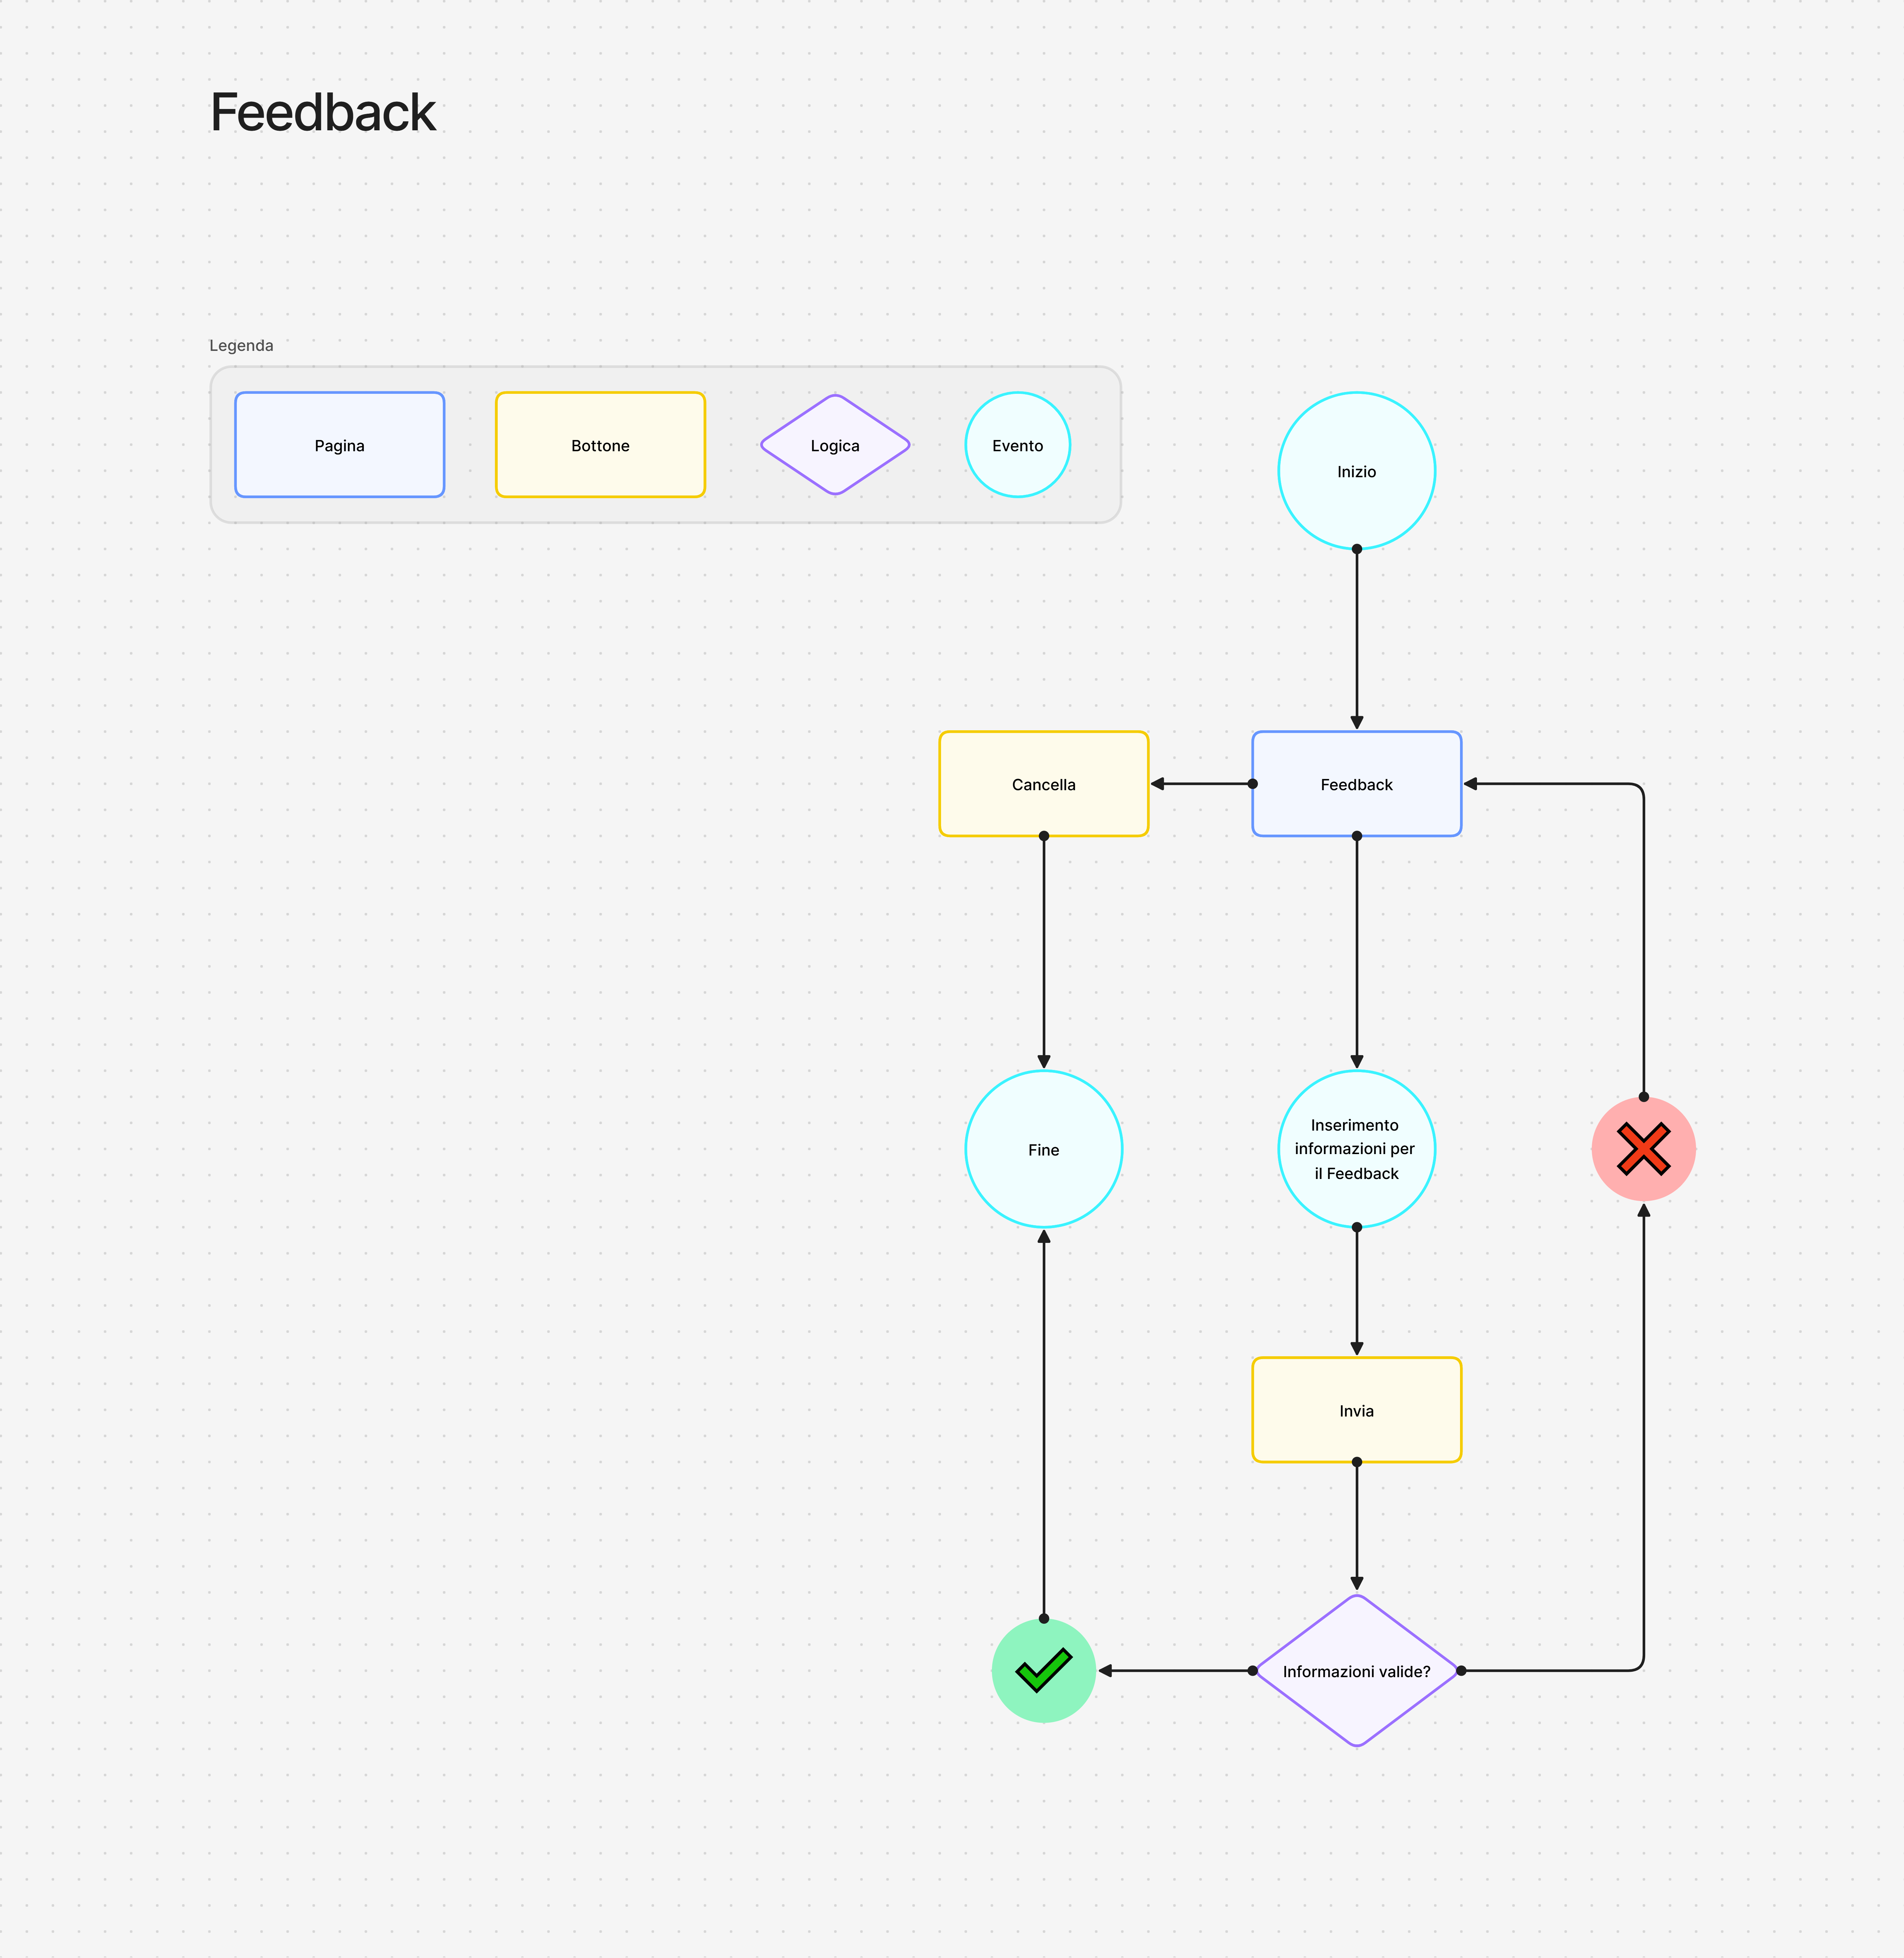 Feedback
Legenda
Pagina
Bottone
Logica
Evento
Inizio
Cancella
Feedback
Fine
Inserimento
informazioni per
il Feedback
Invia
Informazioni valide?